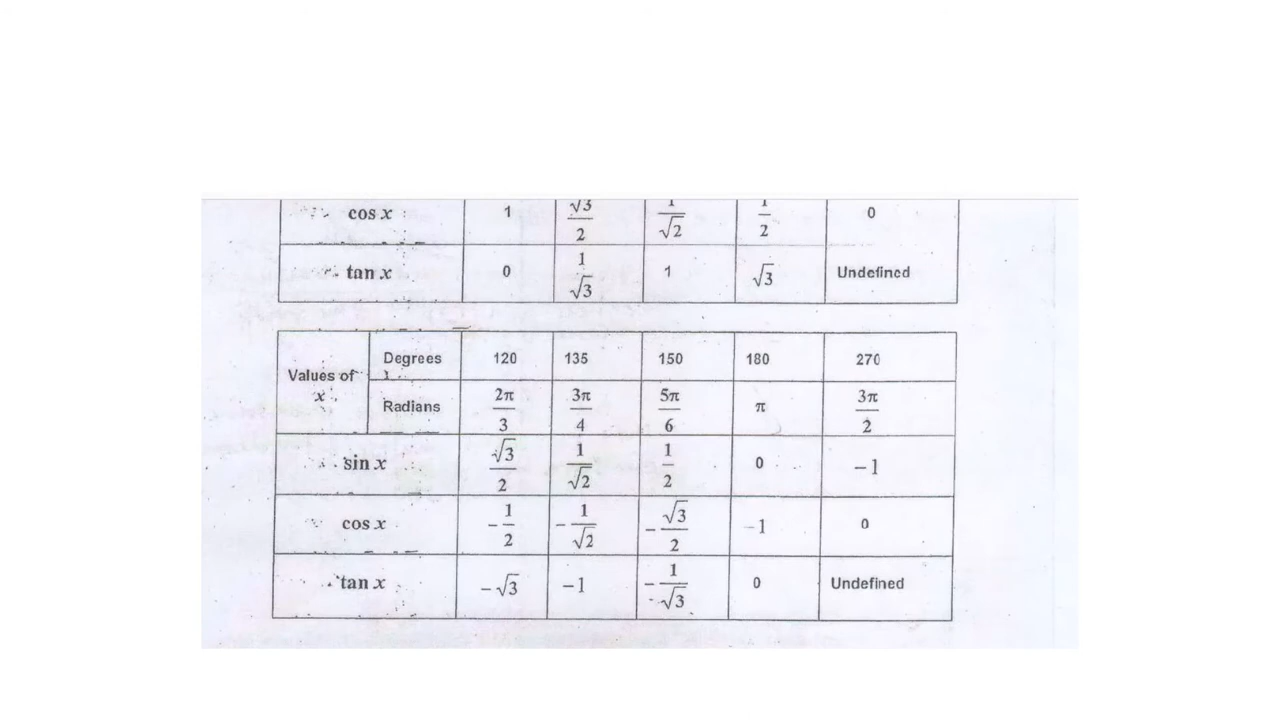 cos x 1 √3/2 1/√2 1/2 0
tan x 0 1/√3 1 √3 Undefined
Values of x Degrees 120 135 150 180 270
Radians 2π/3 3π/4 5π/6 π 3π/2
sin x √3/2 1/√2 1/2 0 −1
cos x −1/2 −1/√2 −√3/2 −1 0
tan x −√3 −1 −1/√3 0 Undefined